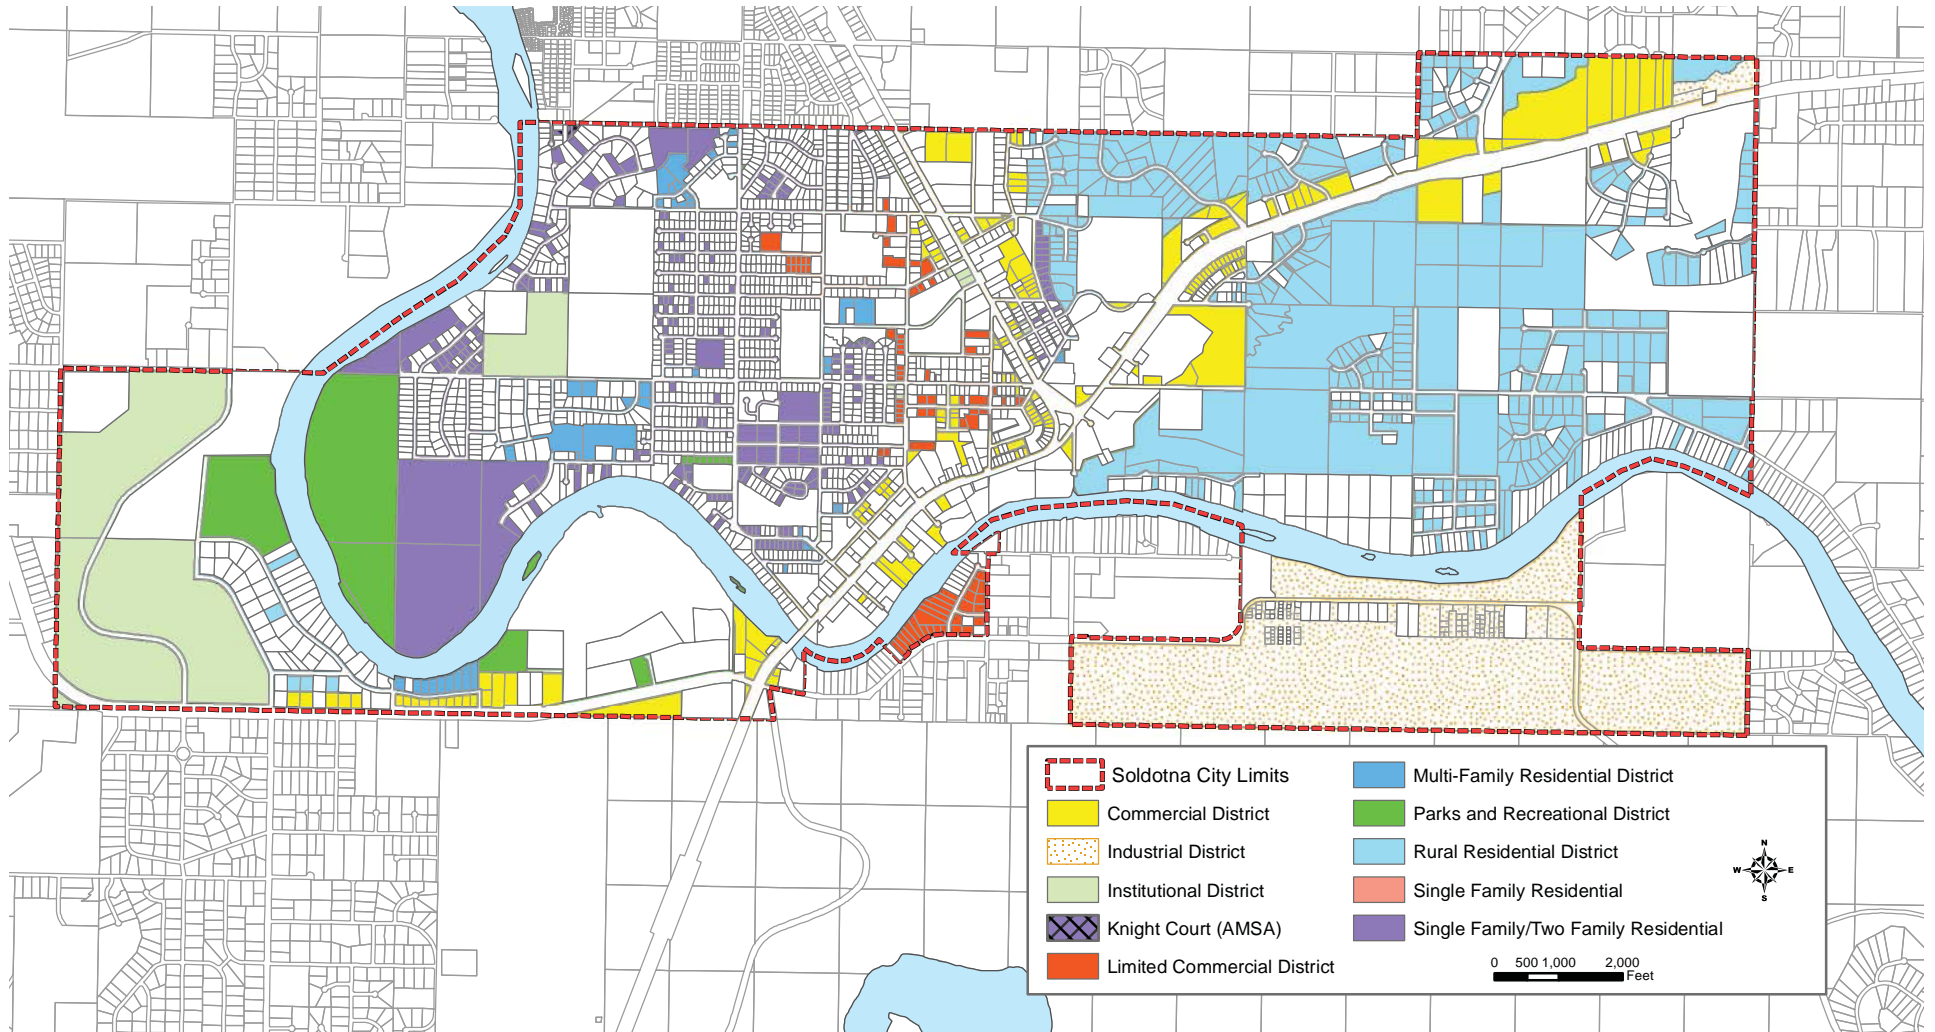 Soldotna City Limits
Commercial District
Industrial District
Institutional District
Knight Court (AMSA)
Limited Commercial District
Multi-Family Residential District
Parks and Recreational District
Rural Residential District
Single Family Residential
Single Family/Two Family Residential
N
W E
S
0 500 1,000 2,000
Feet